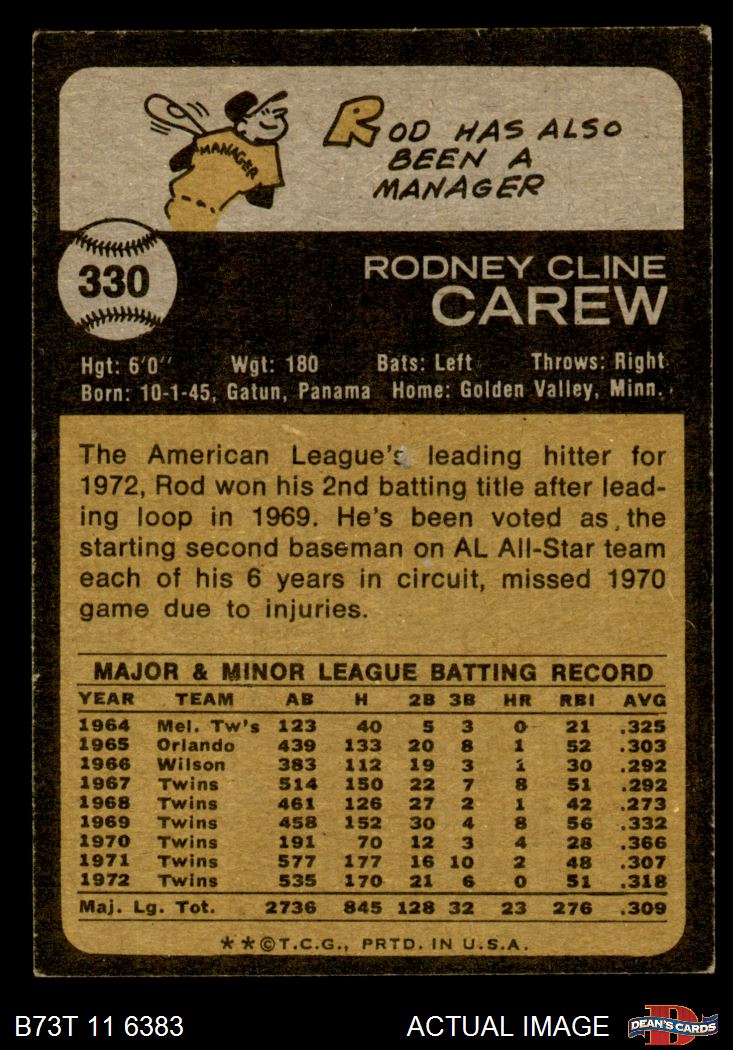 MANAGER
ROD HAS ALSO
BEEN A
MANAGER
330
RODNEY CLINE
CAREW
Hgt: 6'0'' Wgt: 180 Bats: Left Throws: Right
Born: 10-1-45, Gatun, Panama Home: Golden Valley, Minn.
The American League's leading hitter for
1972, Rod won his 2nd batting title after lead-
ing loop in 1969. He's been voted as the
starting second baseman on AL All-Star team
each of his 6 years in circuit, missed 1970
game due to injuries.
MAJOR & MINOR LEAGUE BATTING RECORD
YEAR TEAM AB H 2B 3B HR RBI AVG
1964 Mel. Tw's 123 40 5 3 0 21 .325
1965 Orlando 439 133 20 8 1 52 .303
1966 Wilson 383 112 19 3 1 30 .292
1967 Twins 514 150 22 7 8 51 .292
1968 Twins 461 126 27 2 1 42 .273
1969 Twins 458 152 30 4 8 56 .332
1970 Twins 191 70 12 3 4 28 .366
1971 Twins 577 177 16 10 2 48 .307
1972 Twins 535 170 21 6 0 51 .318
Maj. Lg. Tot. 2736 845 128 32 23 276 .309
**©T.C.G., PRTD. IN U.S.A.
B73T 11 6383 ACTUAL IMAGE D DEAN'S CARDS